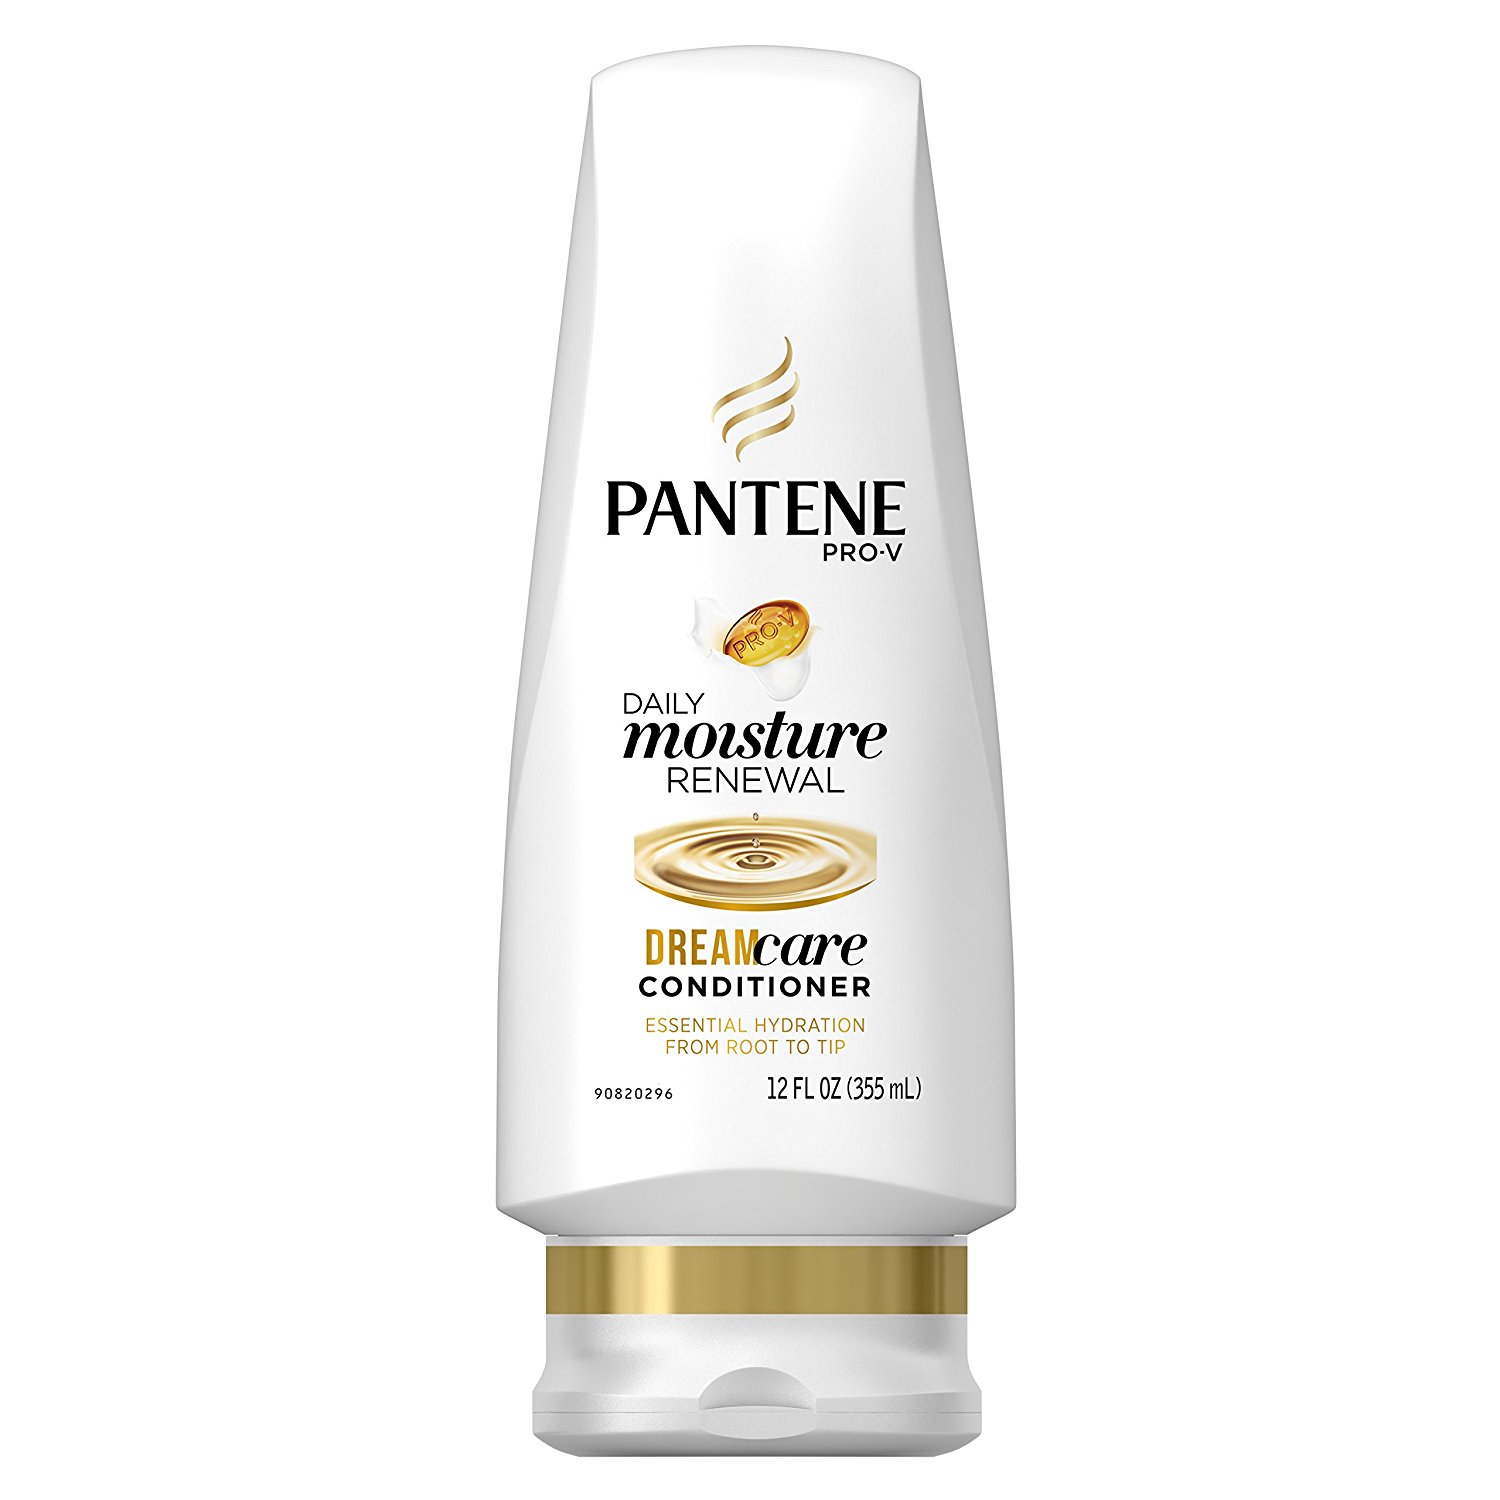 PANTENE
PRO-V
PRO-V
DAILY
moisture
RENEWAL
DREAMcare
CONDITIONER
ESSENTIAL HYDRATION
FROM ROOT TO TIP
90820296 12 FL OZ (355 mL)